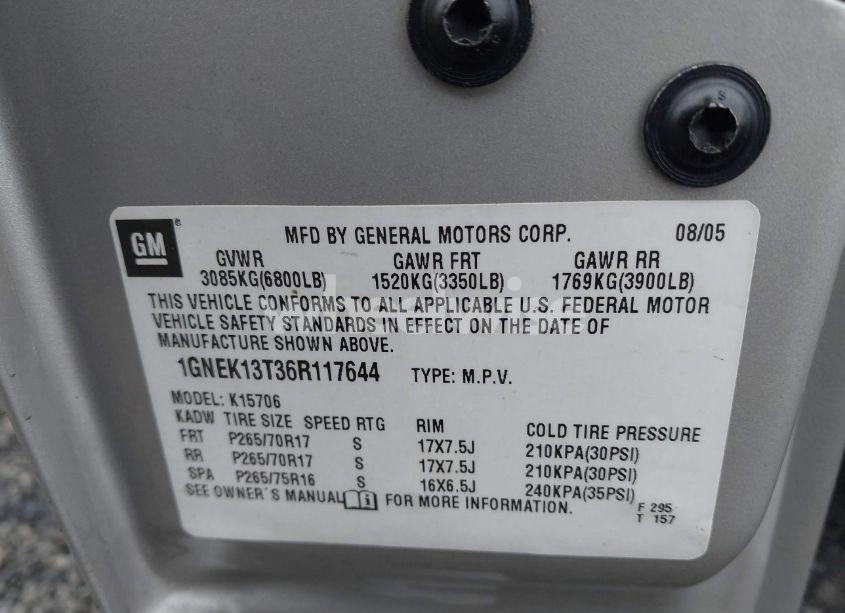 GM ® MFD BY GENERAL MOTORS CORP. 08/05
GVWR GAWR FRT GAWR RR
3085KG(6800LB) 1520KG(3350LB) 1769KG(3900LB)
THIS VEHICLE CONFORMS TO ALL APPLICABLE U.S. FEDERAL MOTOR
VEHICLE SAFETY STANDARDS IN EFFECT ON THE DATE OF
MANUFACTURE SHOWN ABOVE.
1GNEK13T36R117644 TYPE: M.P.V.
MODEL: K15706
KADW TIRE SIZE SPEED RTG RIM COLD TIRE PRESSURE
FRT P265/70R17 S 17X7.5J 210KPA(30PSI)
RR P265/70R17 S 17X7.5J 210KPA(30PSI)
SPA P265/75R16 S 16X6.5J 240KPA(35PSI)
SEE OWNER'S MANUAL FOR MORE INFORMATION.
F 295
T 157